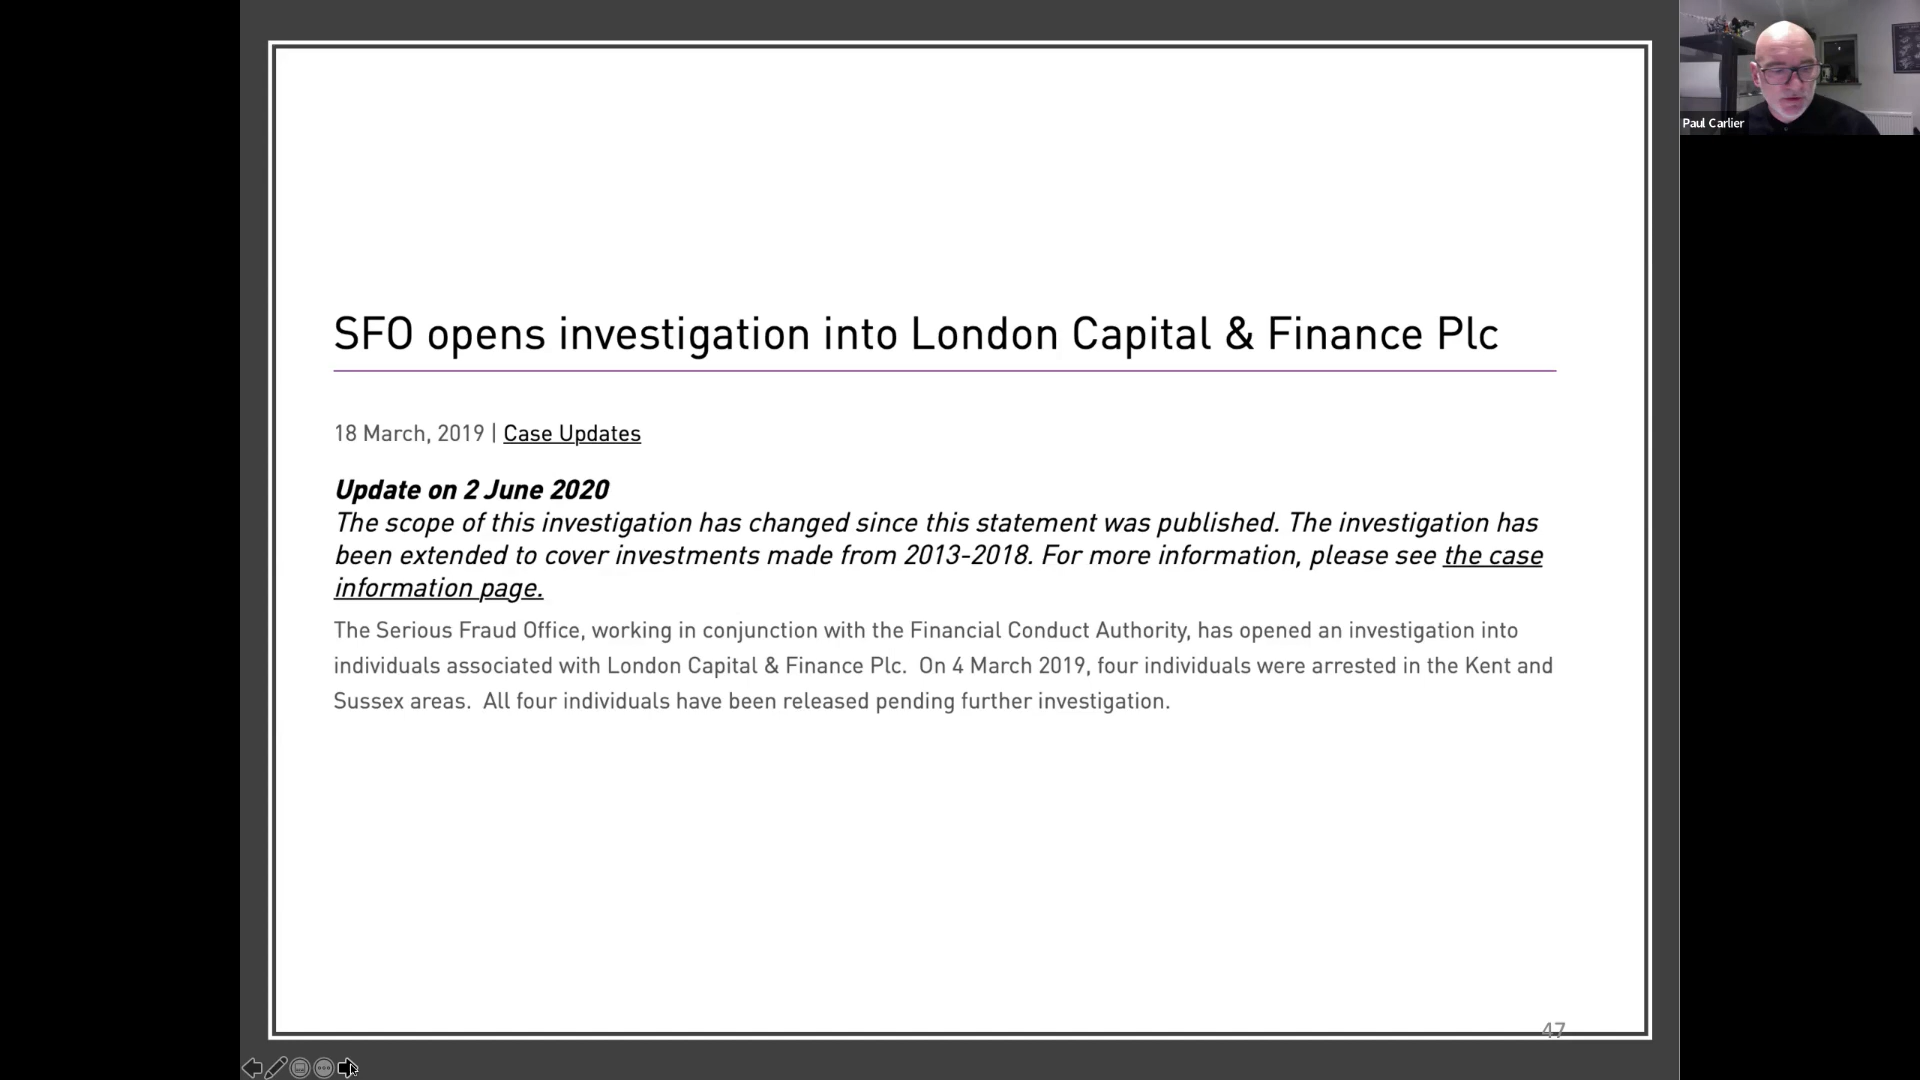 SFO opens investigation into London Capital & Finance Plc
18 March, 2019 | Case Updates
Update on 2 June 2020
The scope of this investigation has changed since this statement was published. The investigation has
been extended to cover investments made from 2013-2018. For more information, please see the case
information page.
The Serious Fraud Office, working in conjunction with the Financial Conduct Authority, has opened an investigation into
individuals associated with London Capital & Finance Plc.  On 4 March 2019, four individuals were arrested in the Kent and
Sussex areas.  All four individuals have been released pending further investigation.
47
Paul Carlier